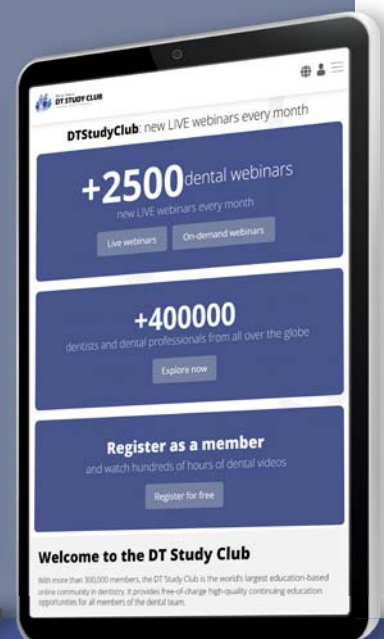 DT STUDY CLUB
DTStudyClub: new LIVE webinars every month
+2500 dental webinars
new LIVE webinars every month
Live webinars
On-demand webinars
+400000
dentists and dental professionals from all over the globe
Explore now
Register as a member
and watch hundreds of hours of dental videos
Register for free
Welcome to the DT Study Club
With more than 300,000 members, the DT Study Club is the world's largest education-based
online community in dentistry. It provides free-of-charge high-quality continuing education
opportunities for all members of the dental team.